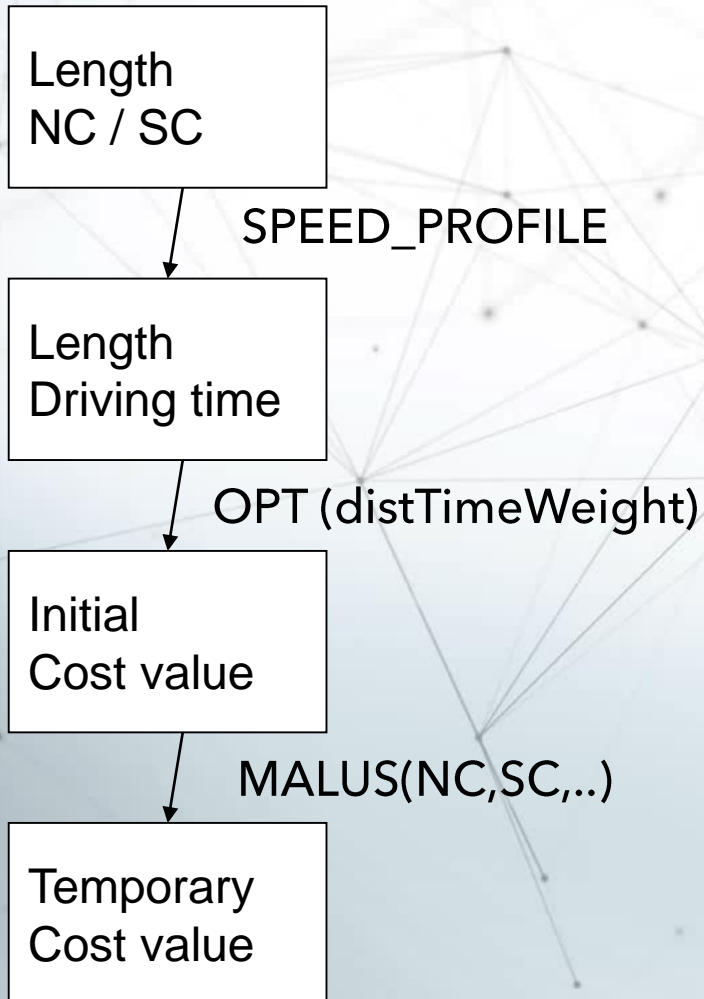 Length
NC / SC
SPEED_PROFILE
Length
Driving time
OPT (distTimeWeight)
Initial
Cost value
MALUS(NC,SC,..)
Temporary
Cost value